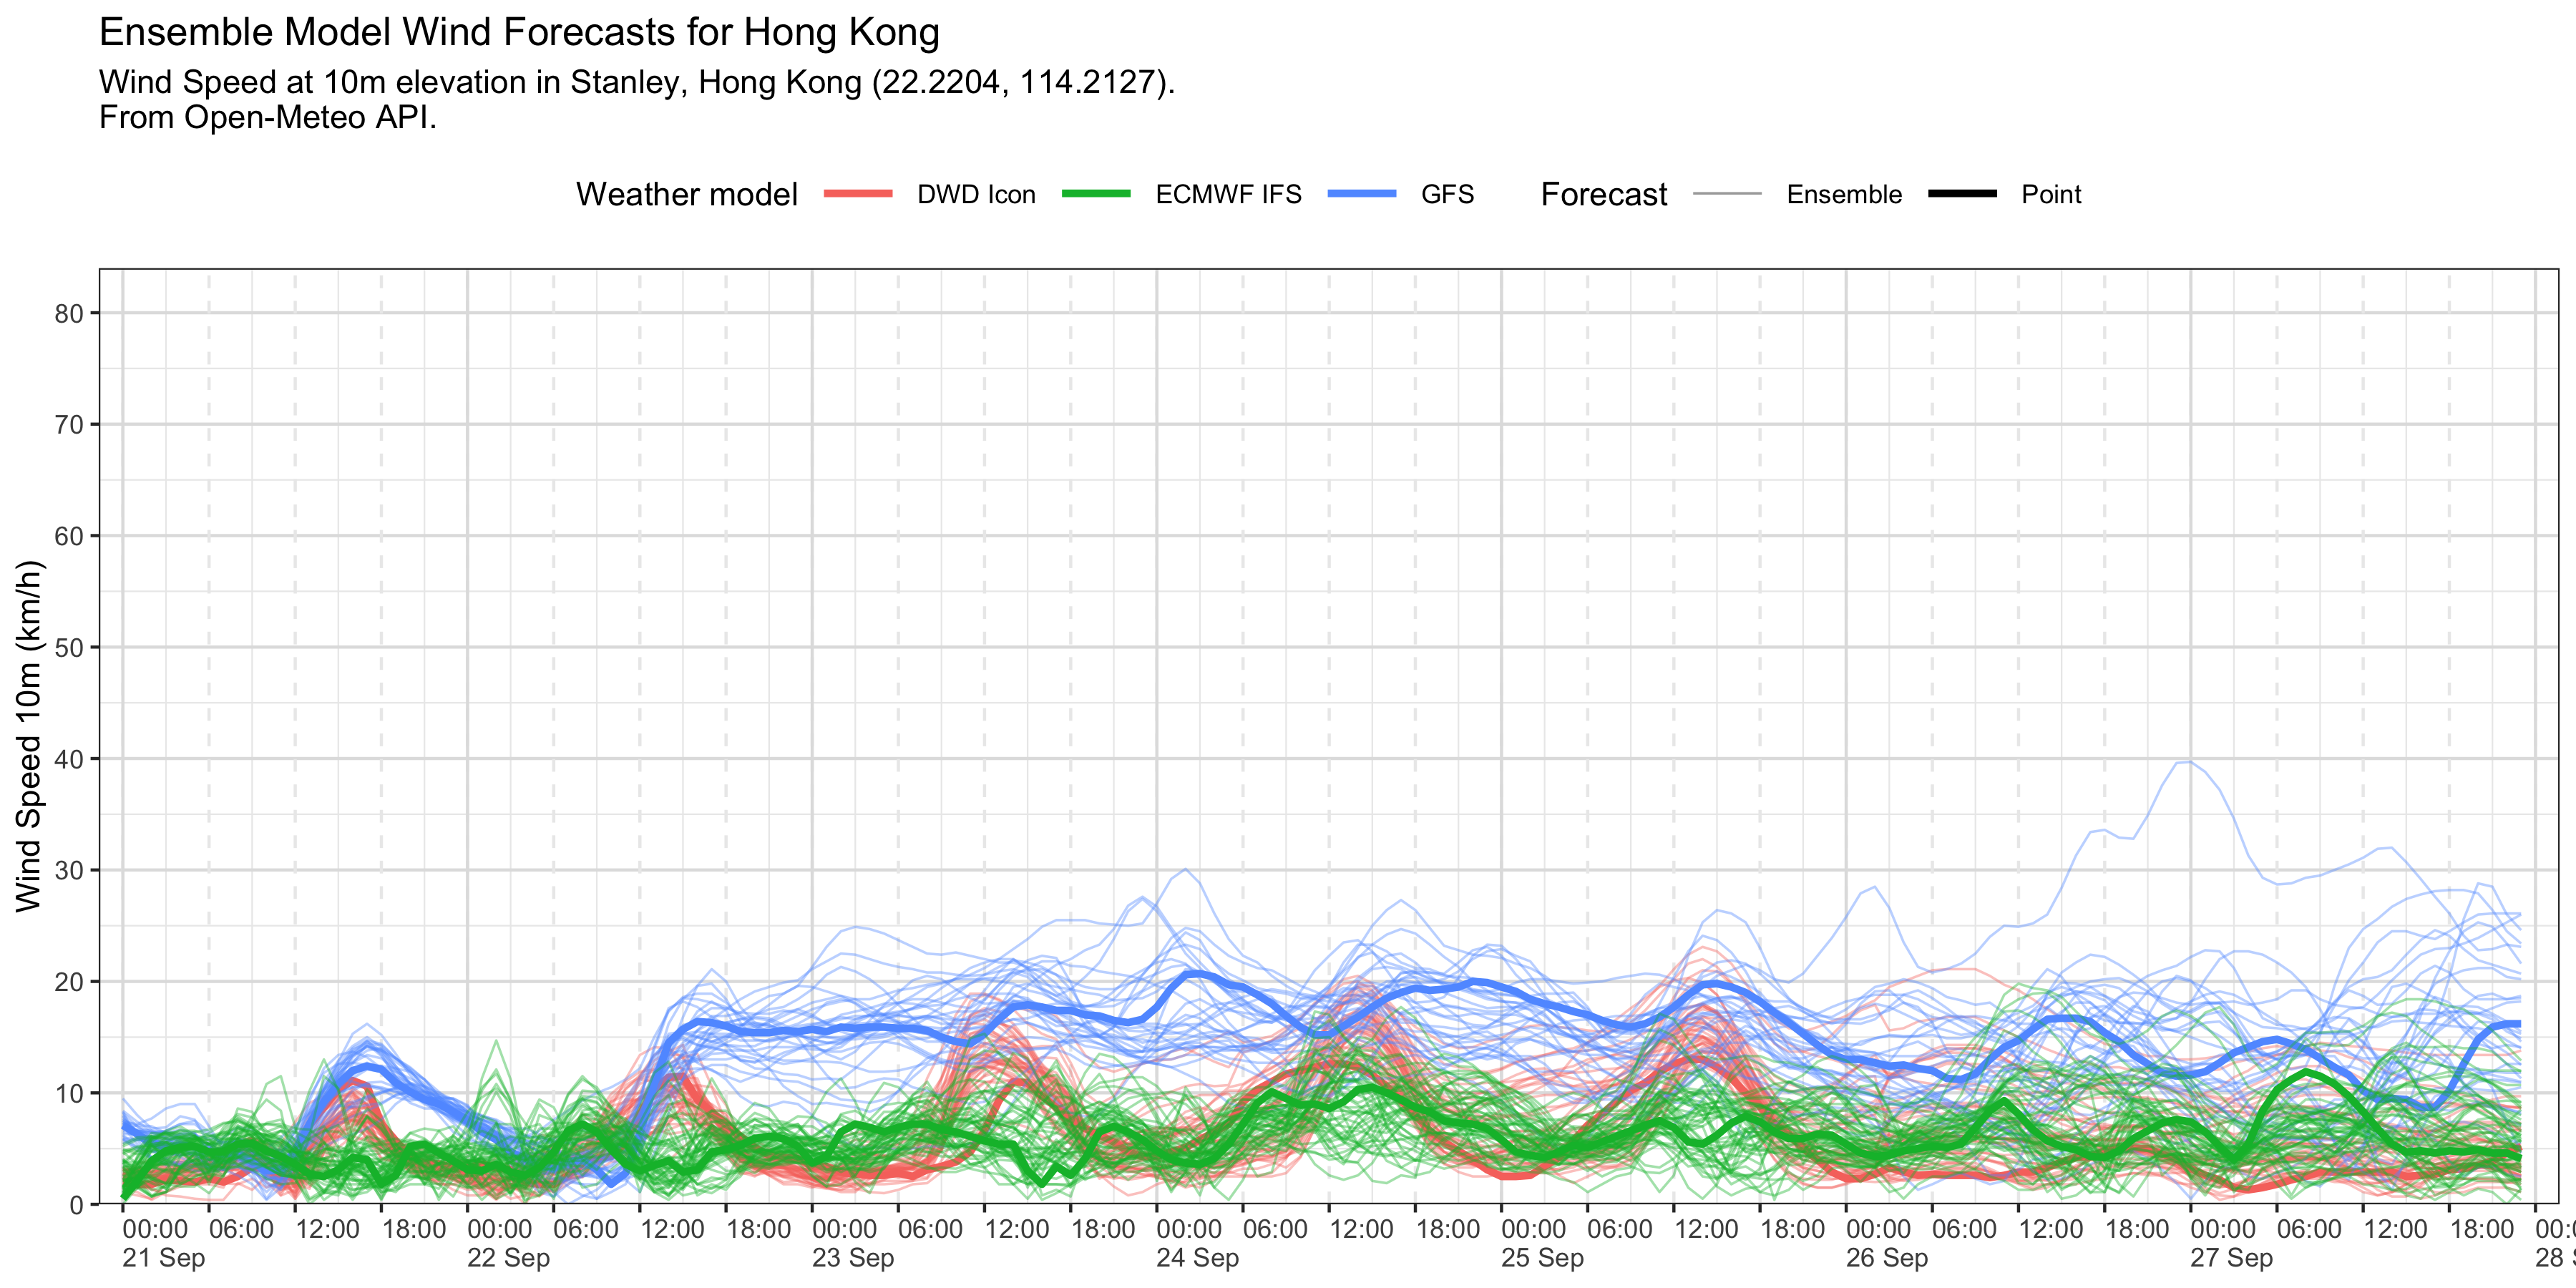 Ensemble Model Wind Forecasts for Hong Kong
Wind Speed at 10m elevation in Stanley, Hong Kong (22.2204, 114.2127).
From Open-Meteo API.
Weather model DWD Icon ECMWF IFS GFS Forecast Ensemble Point
Wind Speed 10m (km/h)
80
70
60
50
40
30
20
10
0
00:00 06:00 12:00 18:00 00:00 06:00 12:00 18:00 00:00 06:00 12:00 18:00 00:00 06:00 12:00 18:00 00:00 06:00 12:00 18:00 00:00 06:00 12:00 18:00 00:00 06:00 12:00 18:00 00:
21 Sep 22 Sep 23 Sep 24 Sep 25 Sep 26 Sep 27 Sep 28